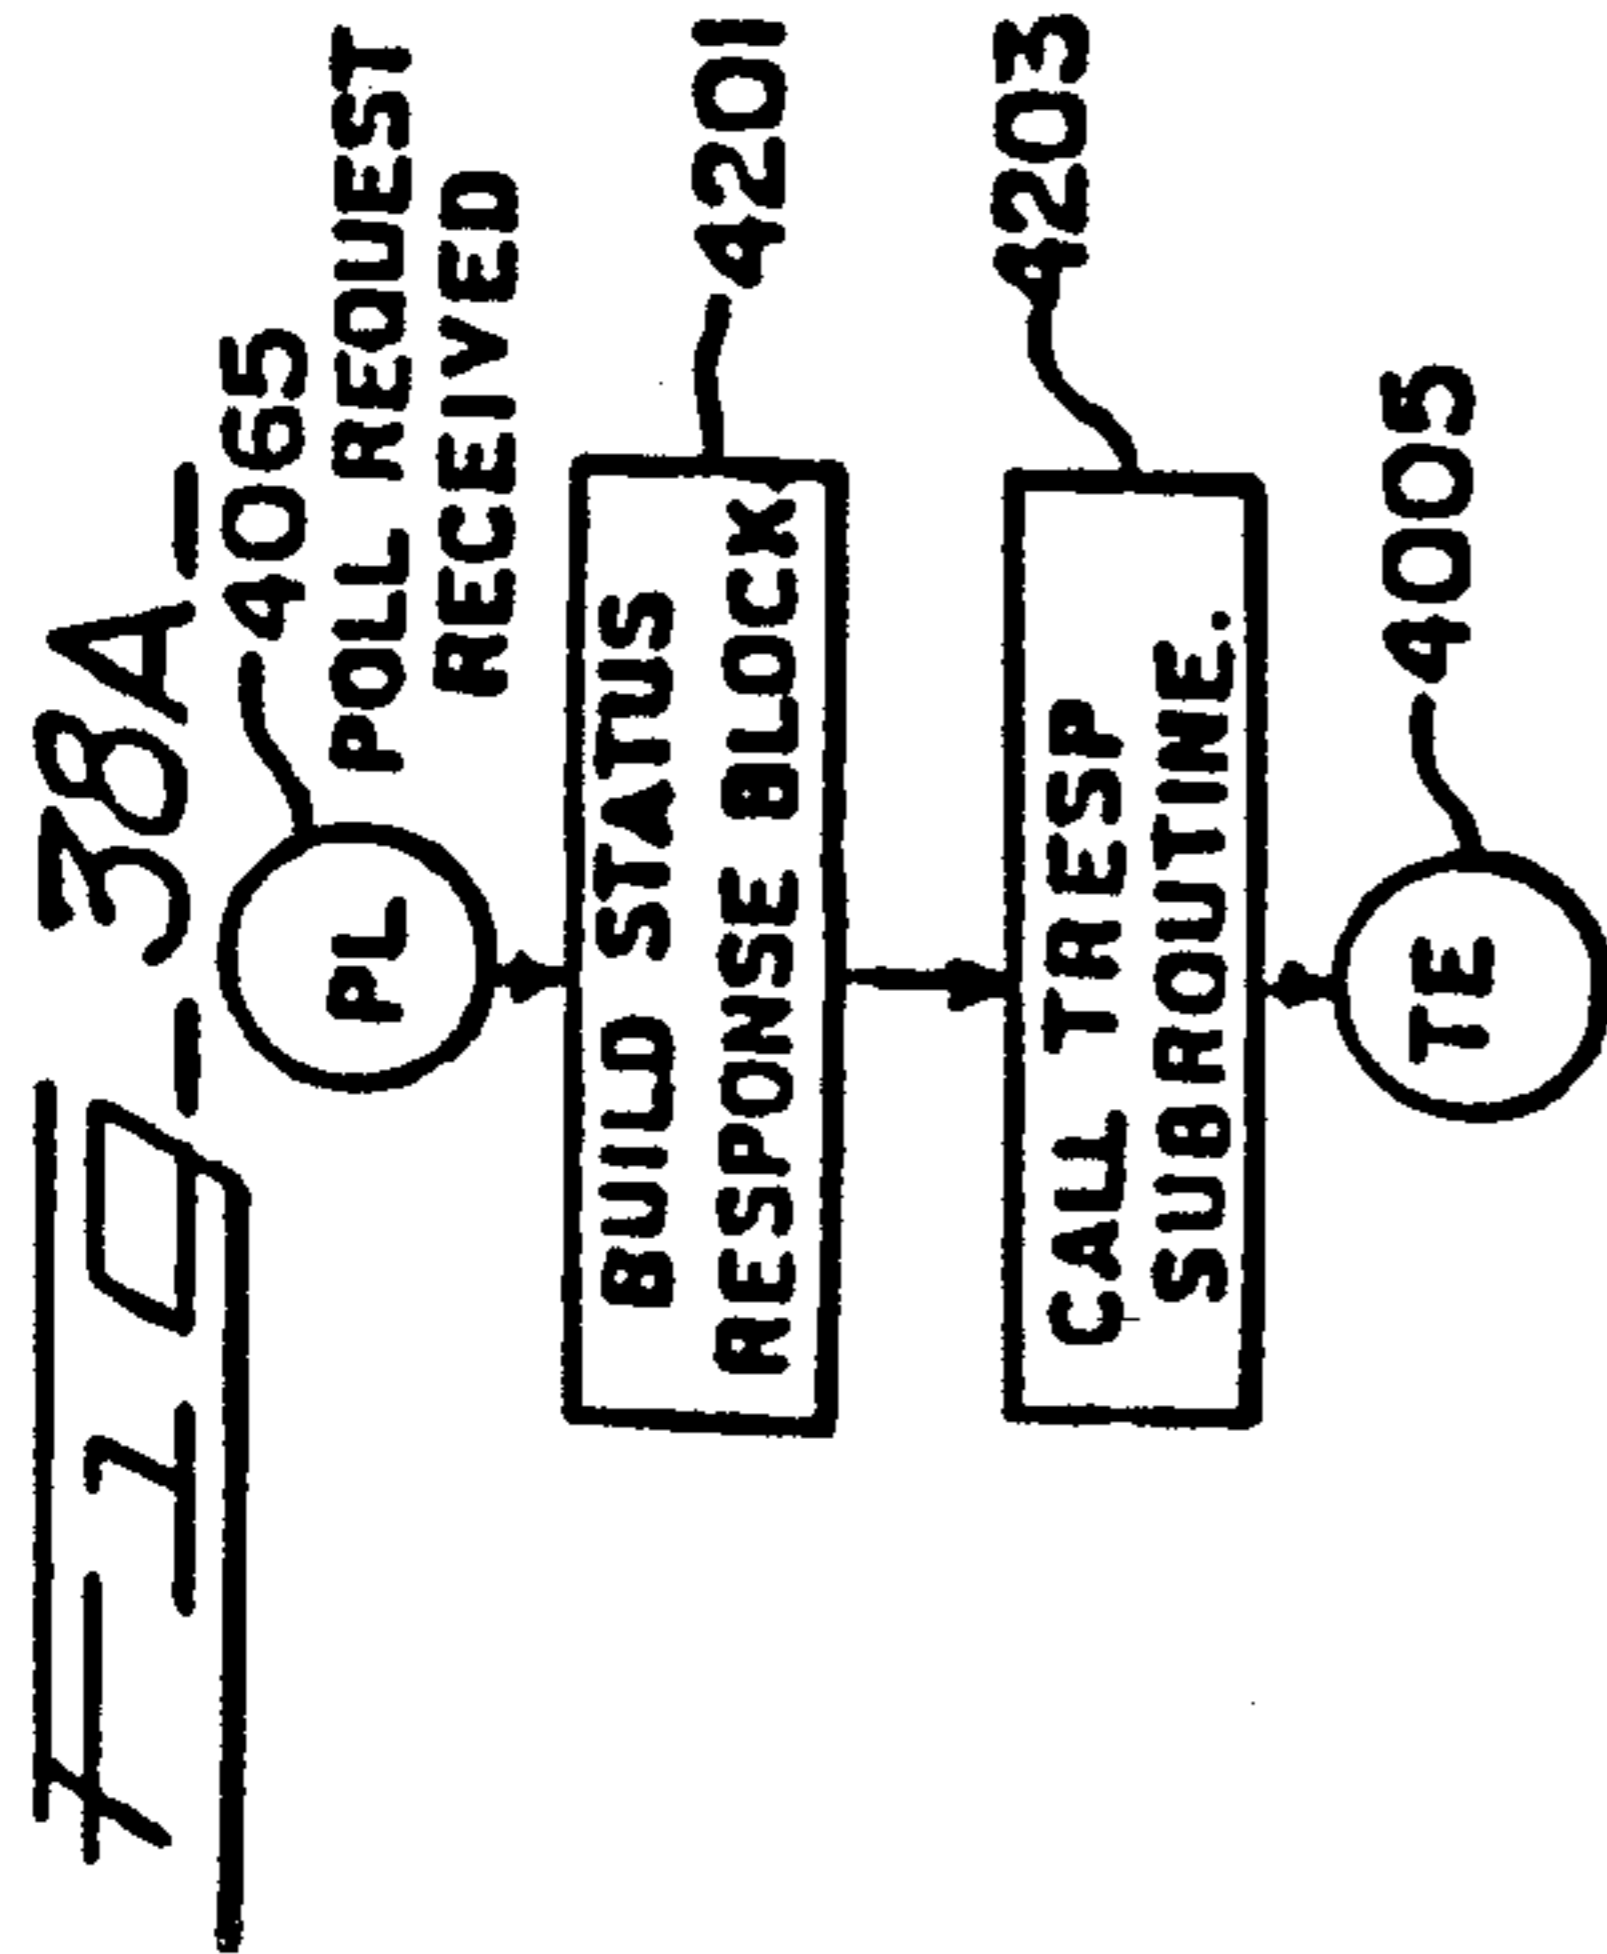 Fig-38A-
4065
PL
POLL REQUEST
RECEIVED
BUILD STATUS
RESPONSE BLOCK
4201
CALL TRESP
SUBROUTINE.
4203
TE
4005